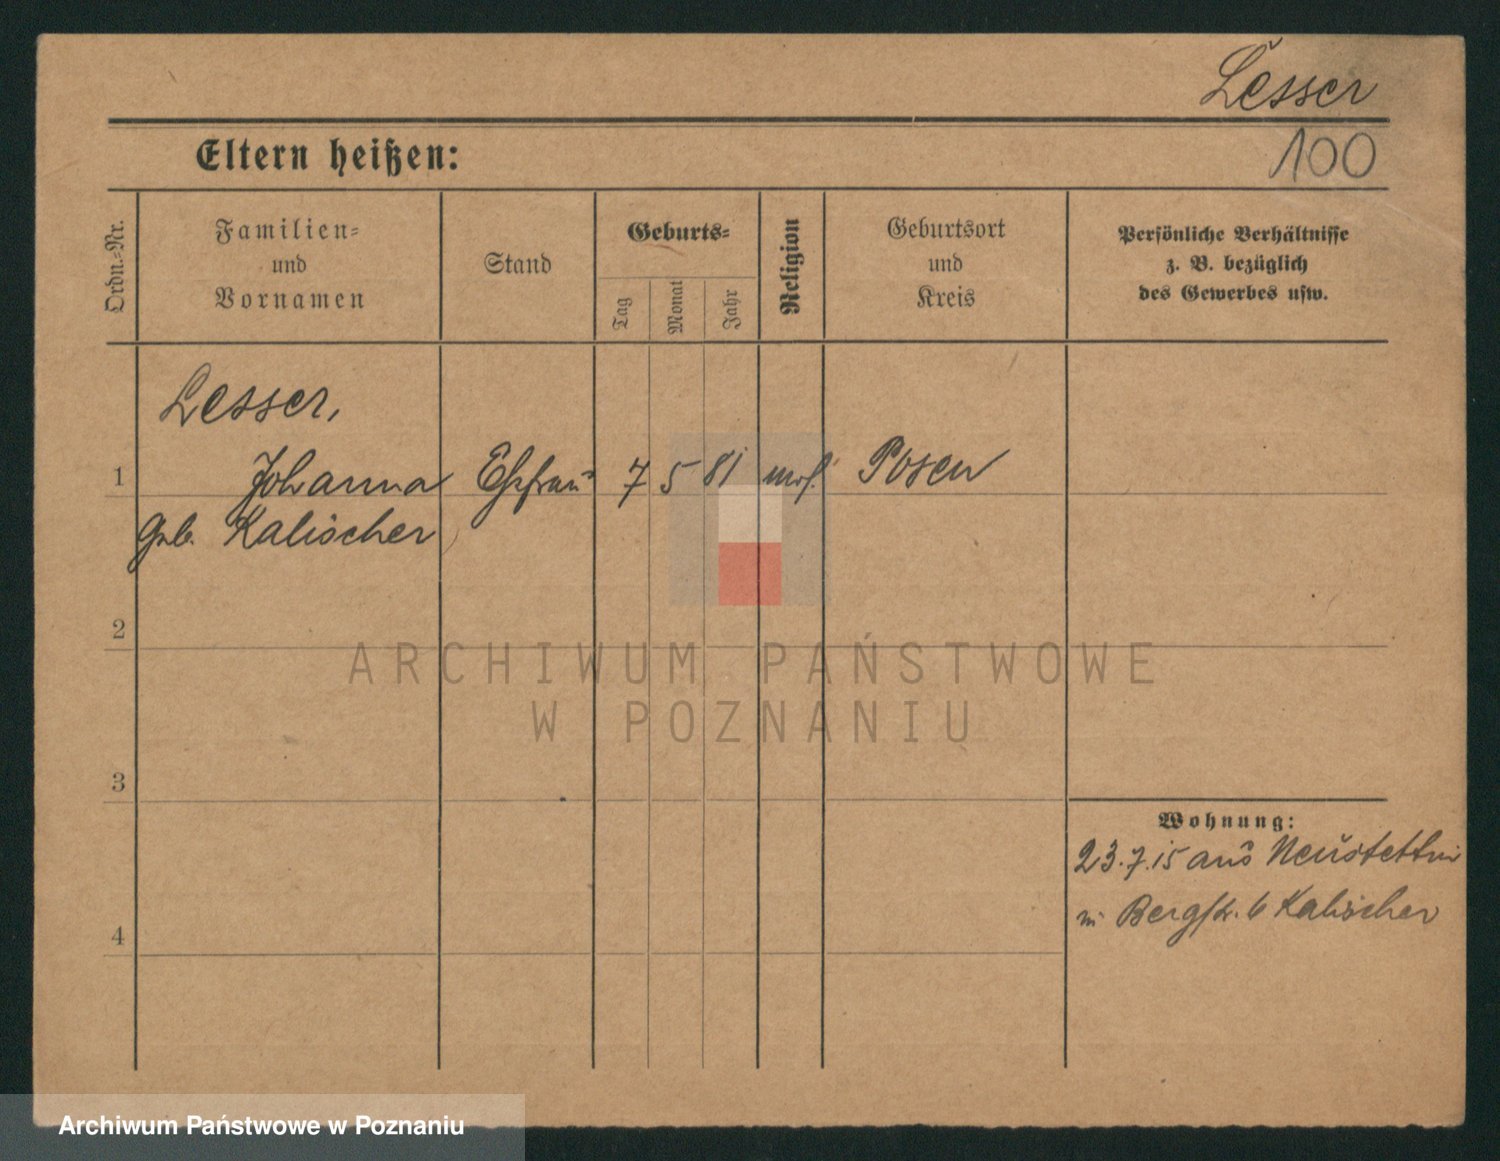 Lesser
100
Eltern heißen:
Ordn.-Nr.
Familien-
und
Vornamen
Stand
Geburts-
Tag
Monat
Jahr
Religion
Geburtsort
und
Kreis
Persönliche Verhältnisse
z. B. bezüglich
des Gewerbes usw.
Lesser,
1 Johanna Ehefrau 7 5 81 mos. Posen
geb. Kalischer
2
3
4
Wohnung:
23.7.15 aus Neustettin
in Bergstr. 6 Kalischer
ARCHIWUM PAŃSTWOWE
W POZNANIU
Archiwum Państwowe w Poznaniu